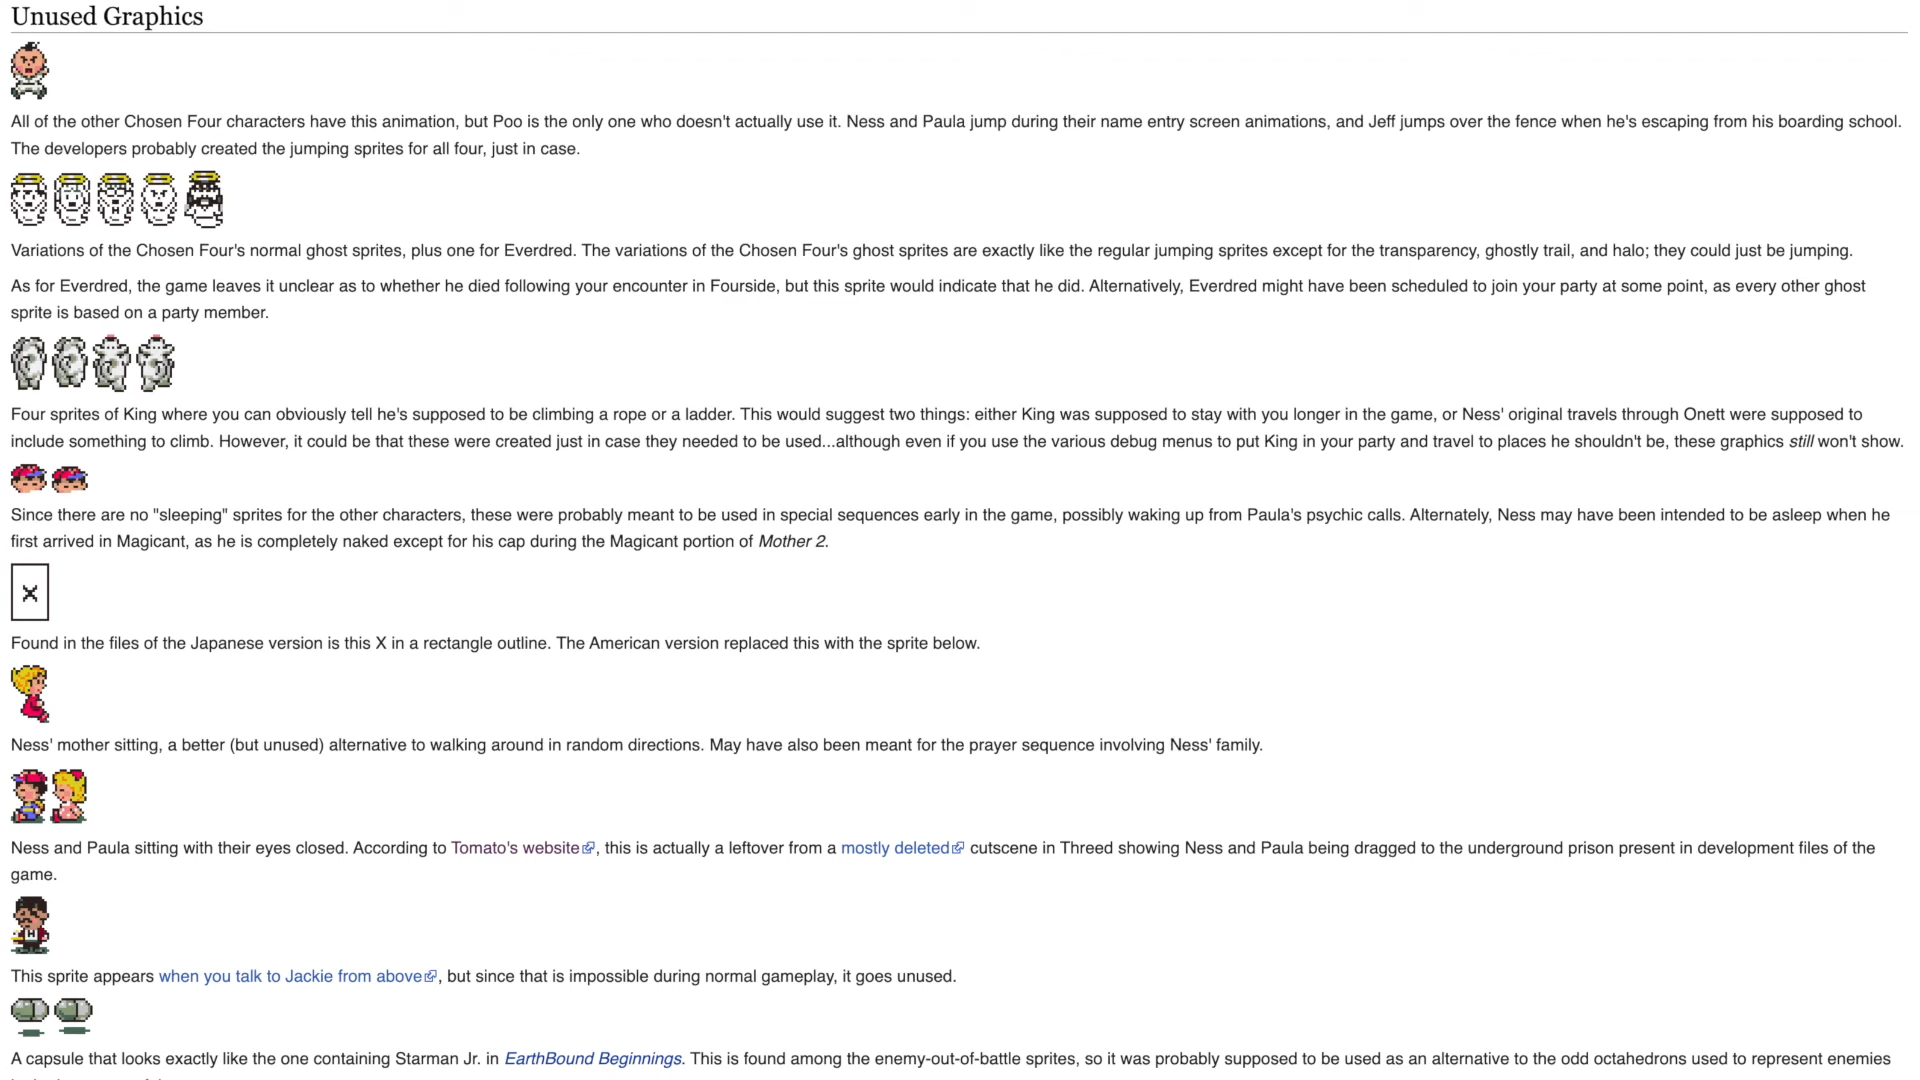 Unused Graphics
All of the other Chosen Four characters have this animation, but Poo is the only one who doesn't actually use it. Ness and Paula jump during their name entry screen animations, and Jeff jumps over the fence when he's escaping from his boarding school.
The developers probably created the jumping sprites for all four, just in case.
Variations of the Chosen Four's normal ghost sprites, plus one for Everdred. The variations of the Chosen Four's ghost sprites are exactly like the regular jumping sprites except for the transparency, ghostly trail, and halo; they could just be jumping.
As for Everdred, the game leaves it unclear as to whether he died following your encounter in Fourside, but this sprite would indicate that he did. Alternatively, Everdred might have been scheduled to join your party at some point, as every other ghost
sprite is based on a party member.
Four sprites of King where you can obviously tell he's supposed to be climbing a rope or a ladder. This would suggest two things: either King was supposed to stay with you longer in the game, or Ness' original travels through Onett were supposed to
include something to climb. However, it could be that these were created just in case they needed to be used...although even if you use the various debug menus to put King in your party and travel to places he shouldn't be, these graphics still won't show.
Since there are no "sleeping" sprites for the other characters, these were probably meant to be used in special sequences early in the game, possibly waking up from Paula's psychic calls. Alternately, Ness may have been intended to be asleep when he
first arrived in Magicant, as he is completely naked except for his cap during the Magicant portion of Mother 2.
X
Found in the files of the Japanese version is this X in a rectangle outline. The American version replaced this with the sprite below.
Ness' mother sitting, a better (but unused) alternative to walking around in random directions. May have also been meant for the prayer sequence involving Ness' family.
Ness and Paula sitting with their eyes closed. According to Tomato's website, this is actually a leftover from a mostly deleted cutscene in Threed showing Ness and Paula being dragged to the underground prison present in development files of the
game.
This sprite appears when you talk to Jackie from above, but since that is impossible during normal gameplay, it goes unused.
A capsule that looks exactly like the one containing Starman Jr. in EarthBound Beginnings. This is found among the enemy-out-of-battle sprites, so it was probably supposed to be used as an alternative to the odd octahedrons used to represent enemies